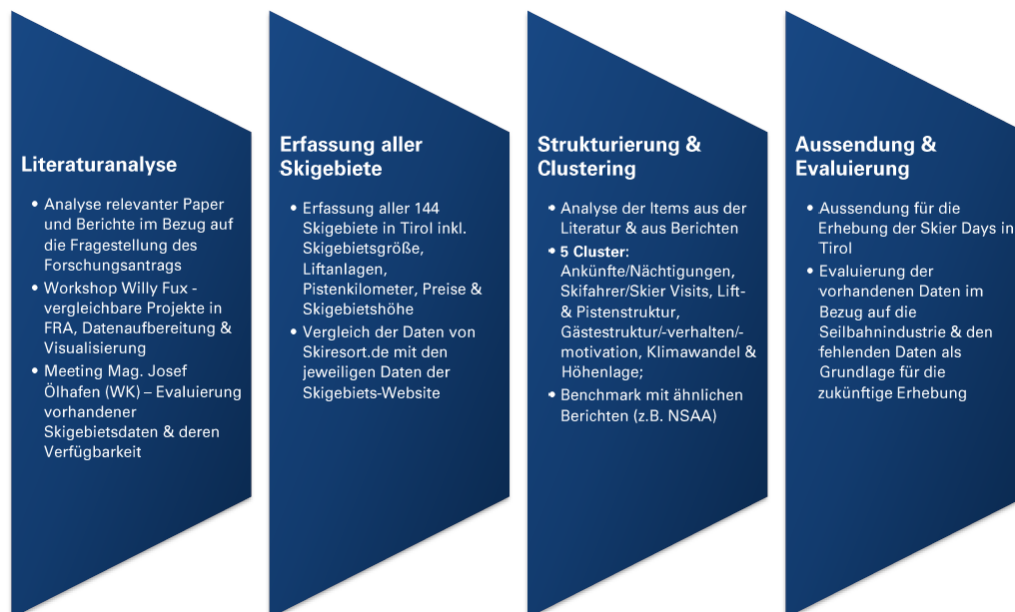 Literaturanalyse
• Analyse relevanter Paper
und Berichte im Bezug auf
die Fragestellung des
Forschungsantrags
• Workshop Willy Fux -
vergleichbare Projekte in
FRA, Datenaufbereitung &
Visualisierung
• Meeting Mag. Josef
Ölhafen (WK) – Evaluierung
vorhandener
Skigebietsdaten & deren
Verfügbarkeit
Erfassung aller
Skigebiete
• Erfassung aller 144
Skigebiete in Tirol inkl.
Skigebietsgröße,
Liftanlagen,
Pistenkilometer, Preise &
Skigebietshöhe
• Vergleich der Daten von
Skiresort.de mit den
jeweiligen Daten der
Skigebiets-Website
Strukturierung &
Clustering
• Analyse der Items aus der
Literatur & aus Berichten
• 5 Cluster:
Ankünfte/Nächtigungen,
Skifahrer/Skier Visits, Lift-
& Pistenstruktur,
Gästestruktur/-verhalten/-
motivation, Klimawandel &
Höhenlage;
• Benchmark mit ähnlichen
Berichten (z.B. NSAA)
Aussendung &
Evaluierung
• Aussendung für die
Erhebung der Skier Days in
Tirol
• Evaluierung der
vorhandenen Daten im
Bezug auf die
Seilbahnindustrie & den
fehlenden Daten als
Grundlage für die
zukünftige Erhebung